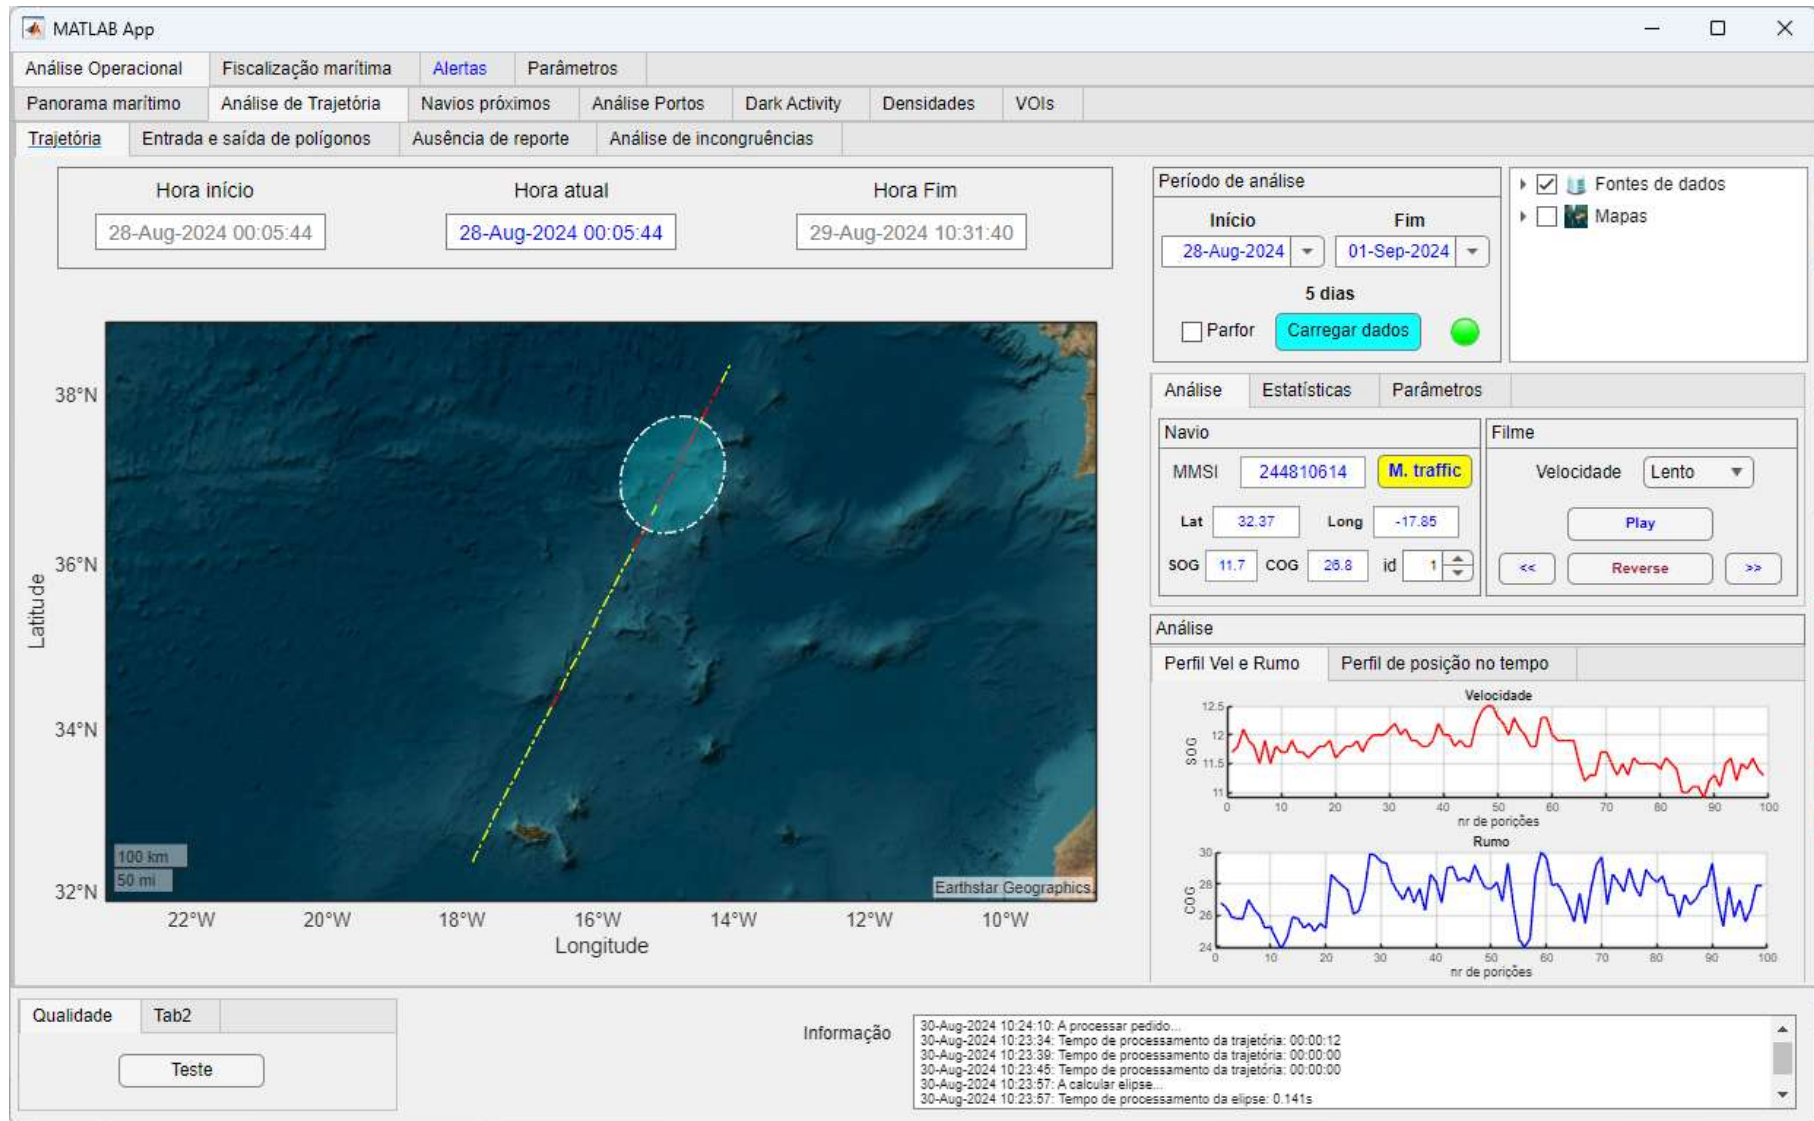 MATLAB App
Análise Operacional Fiscalização marítima Alertas Parâmetros
Panorama marítimo Análise de Trajetória Navios próximos Análise Portos Dark Activity Densidades VOIs
Trajetória Entrada e saída de polígonos Ausência de reporte Análise de incongruências
Hora início Hora atual Hora Fim
28-Aug-2024 00:05:44 28-Aug-2024 00:05:44 29-Aug-2024 10:31:40
38°N
36°N
34°N
32°N
Latitude
100 km
50 mi
Earthstar Geographics
22°W 20°W 18°W 16°W 14°W 12°W 10°W
Longitude
Período de análise
Início Fim
28-Aug-2024 01-Sep-2024
5 dias
Parfor Carregar dados
Fontes de dados
Mapas
Análise Estatísticas Parâmetros
Navio
MMSI 244810614 M. traffic
Lat 32.37 Long -17.85
SOG 11.7 COG 26.8 id 1
Filme
Velocidade Lento
Play
<< Reverse >>
Análise
Perfil Vel e Rumo Perfil de posição no tempo
Velocidade
12.5
12
11.5
11
SOG
0 10 20 30 40 50 60 70 80 90 100
nr de porições
Rumo
30
28
26
24
COG
0 10 20 30 40 50 60 70 80 90 100
nr de porições
Qualidade Tab2
Teste
Informação
30-Aug-2024 10:24:10: A processar pedido...
30-Aug-2024 10:23:34: Tempo de processamento da trajetória: 00:00:12
30-Aug-2024 10:23:39: Tempo de processamento da trajetória: 00:00:00
30-Aug-2024 10:23:45: Tempo de processamento da trajetória: 00:00:00
30-Aug-2024 10:23:57: A calcular elipse...
30-Aug-2024 10:23:57: Tempo de processamento da elipse: 0.141s